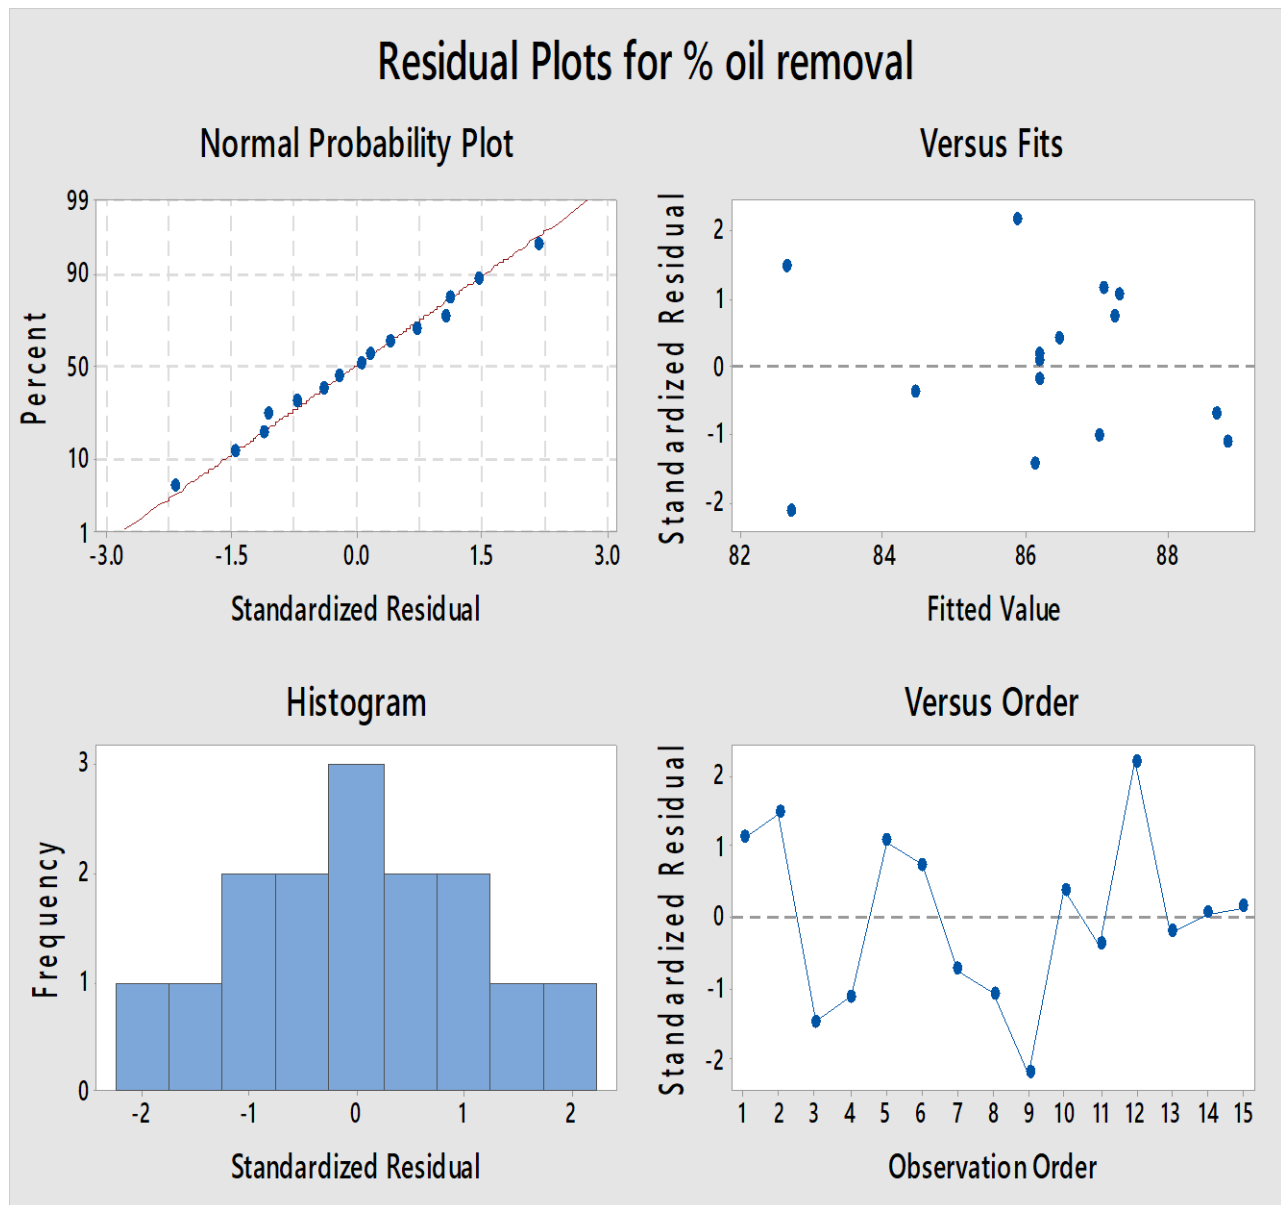 Residual Plots for % oil removal
Normal Probability Plot
Percent
99
90
50
10
1
-3.0 -1.5 0.0 1.5 3.0
Standardized Residual
Versus Fits
Standardized Residual
2
1
0
-1
-2
82 84 86 88
Fitted Value
Histogram
Frequency
3
2
1
0
-2 -1 0 1 2
Standardized Residual
Versus Order
Standardized Residual
2
1
0
-1
-2
1 2 3 4 5 6 7 8 9 10 11 12 13 14 15
Observation Order